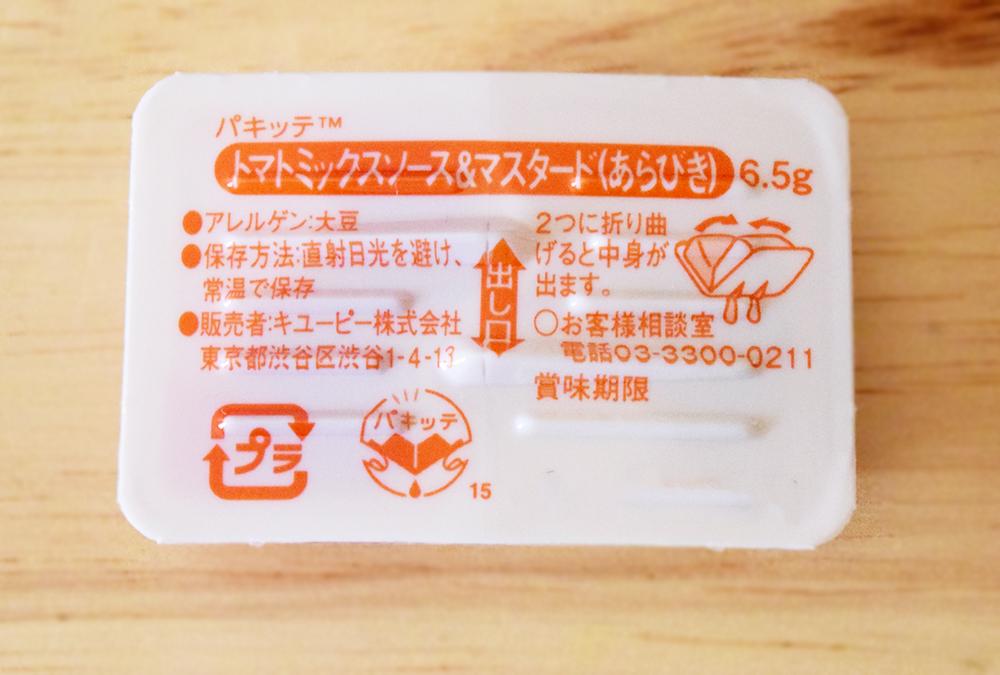 パキッテ™
トマトミックスソース&マスタード(あらびき) 6.5g
●アレルゲン:大豆
●保存方法:直射日光を避け、
常温で保存
●販売者:キユーピー株式会社
東京都渋谷区渋谷1-4-13
出し口
2つに折り曲
げると中身が
出ます。
○お客様相談室
電話03-3300-0211
賞味期限
プラ
パキッテ
15